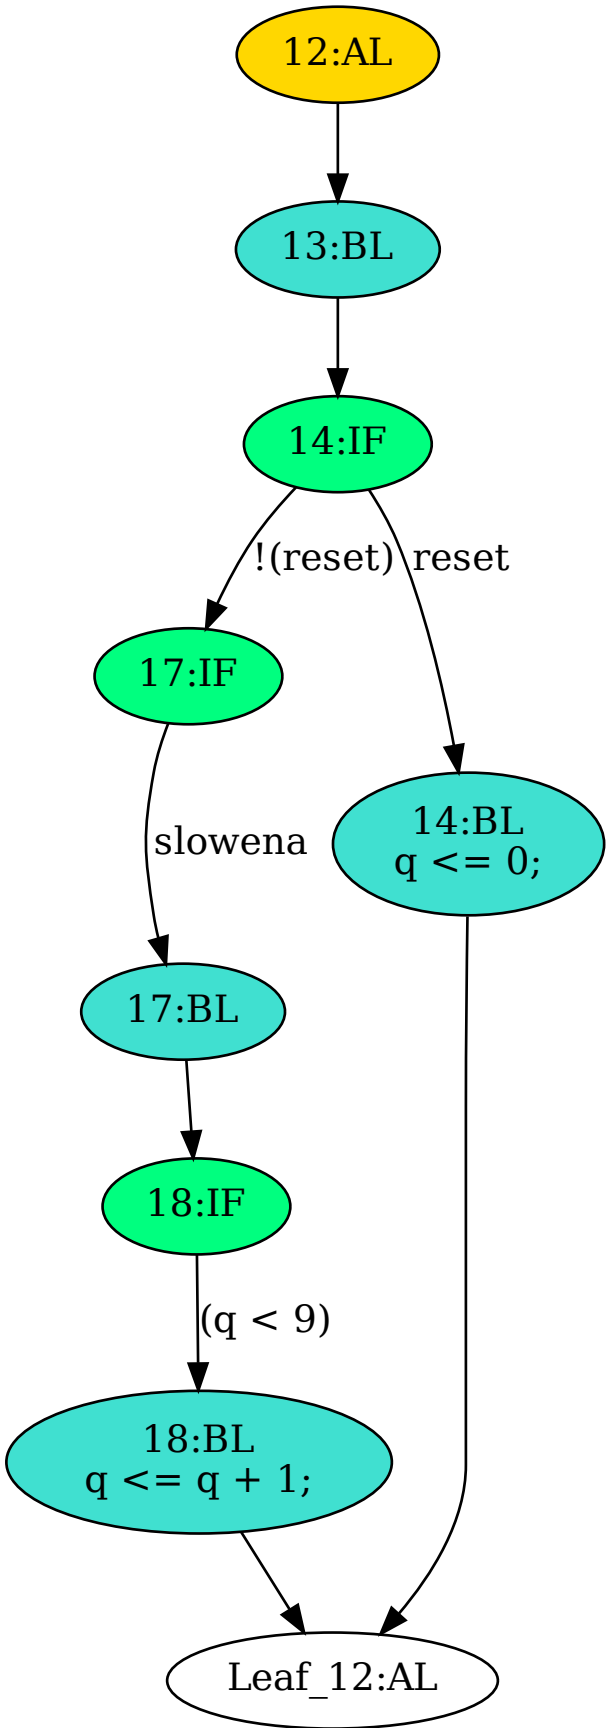 12:AL
13:BL
14:IF
!(reset)
reset
17:IF
slowena
14:BL
q <= 0;
17:BL
18:IF
(q < 9)
18:BL
q <= q + 1;
Leaf_12:AL